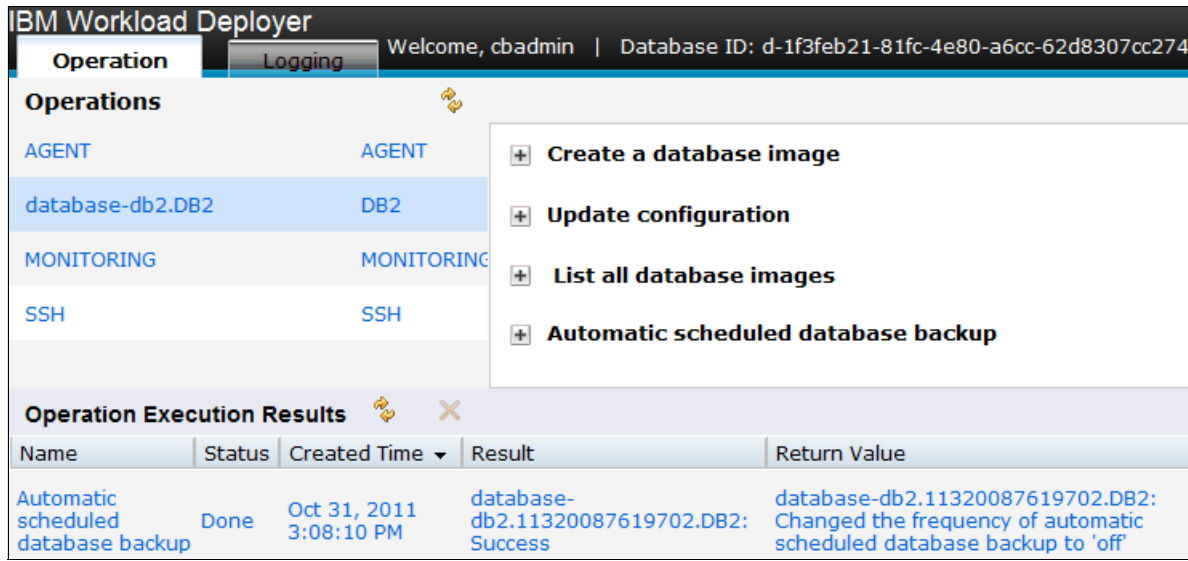 IBM Workload Deployer
Operation
Logging
Welcome, cbadmin | Database ID: d-1f3feb21-81fc-4e80-a6cc-62d8307cc274
Operations
AGENT AGENT
database-db2.DB2 DB2
MONITORING MONITORING
SSH SSH
Create a database image
Update configuration
List all database images
Automatic scheduled database backup
Operation Execution Results
Name Status Created Time Result Return Value
Automatic
scheduled
database backup
Done
Oct 31, 2011
3:08:10 PM
database-
db2.11320087619702.DB2:
Success
database-db2.11320087619702.DB2:
Changed the frequency of automatic
scheduled database backup to 'off'